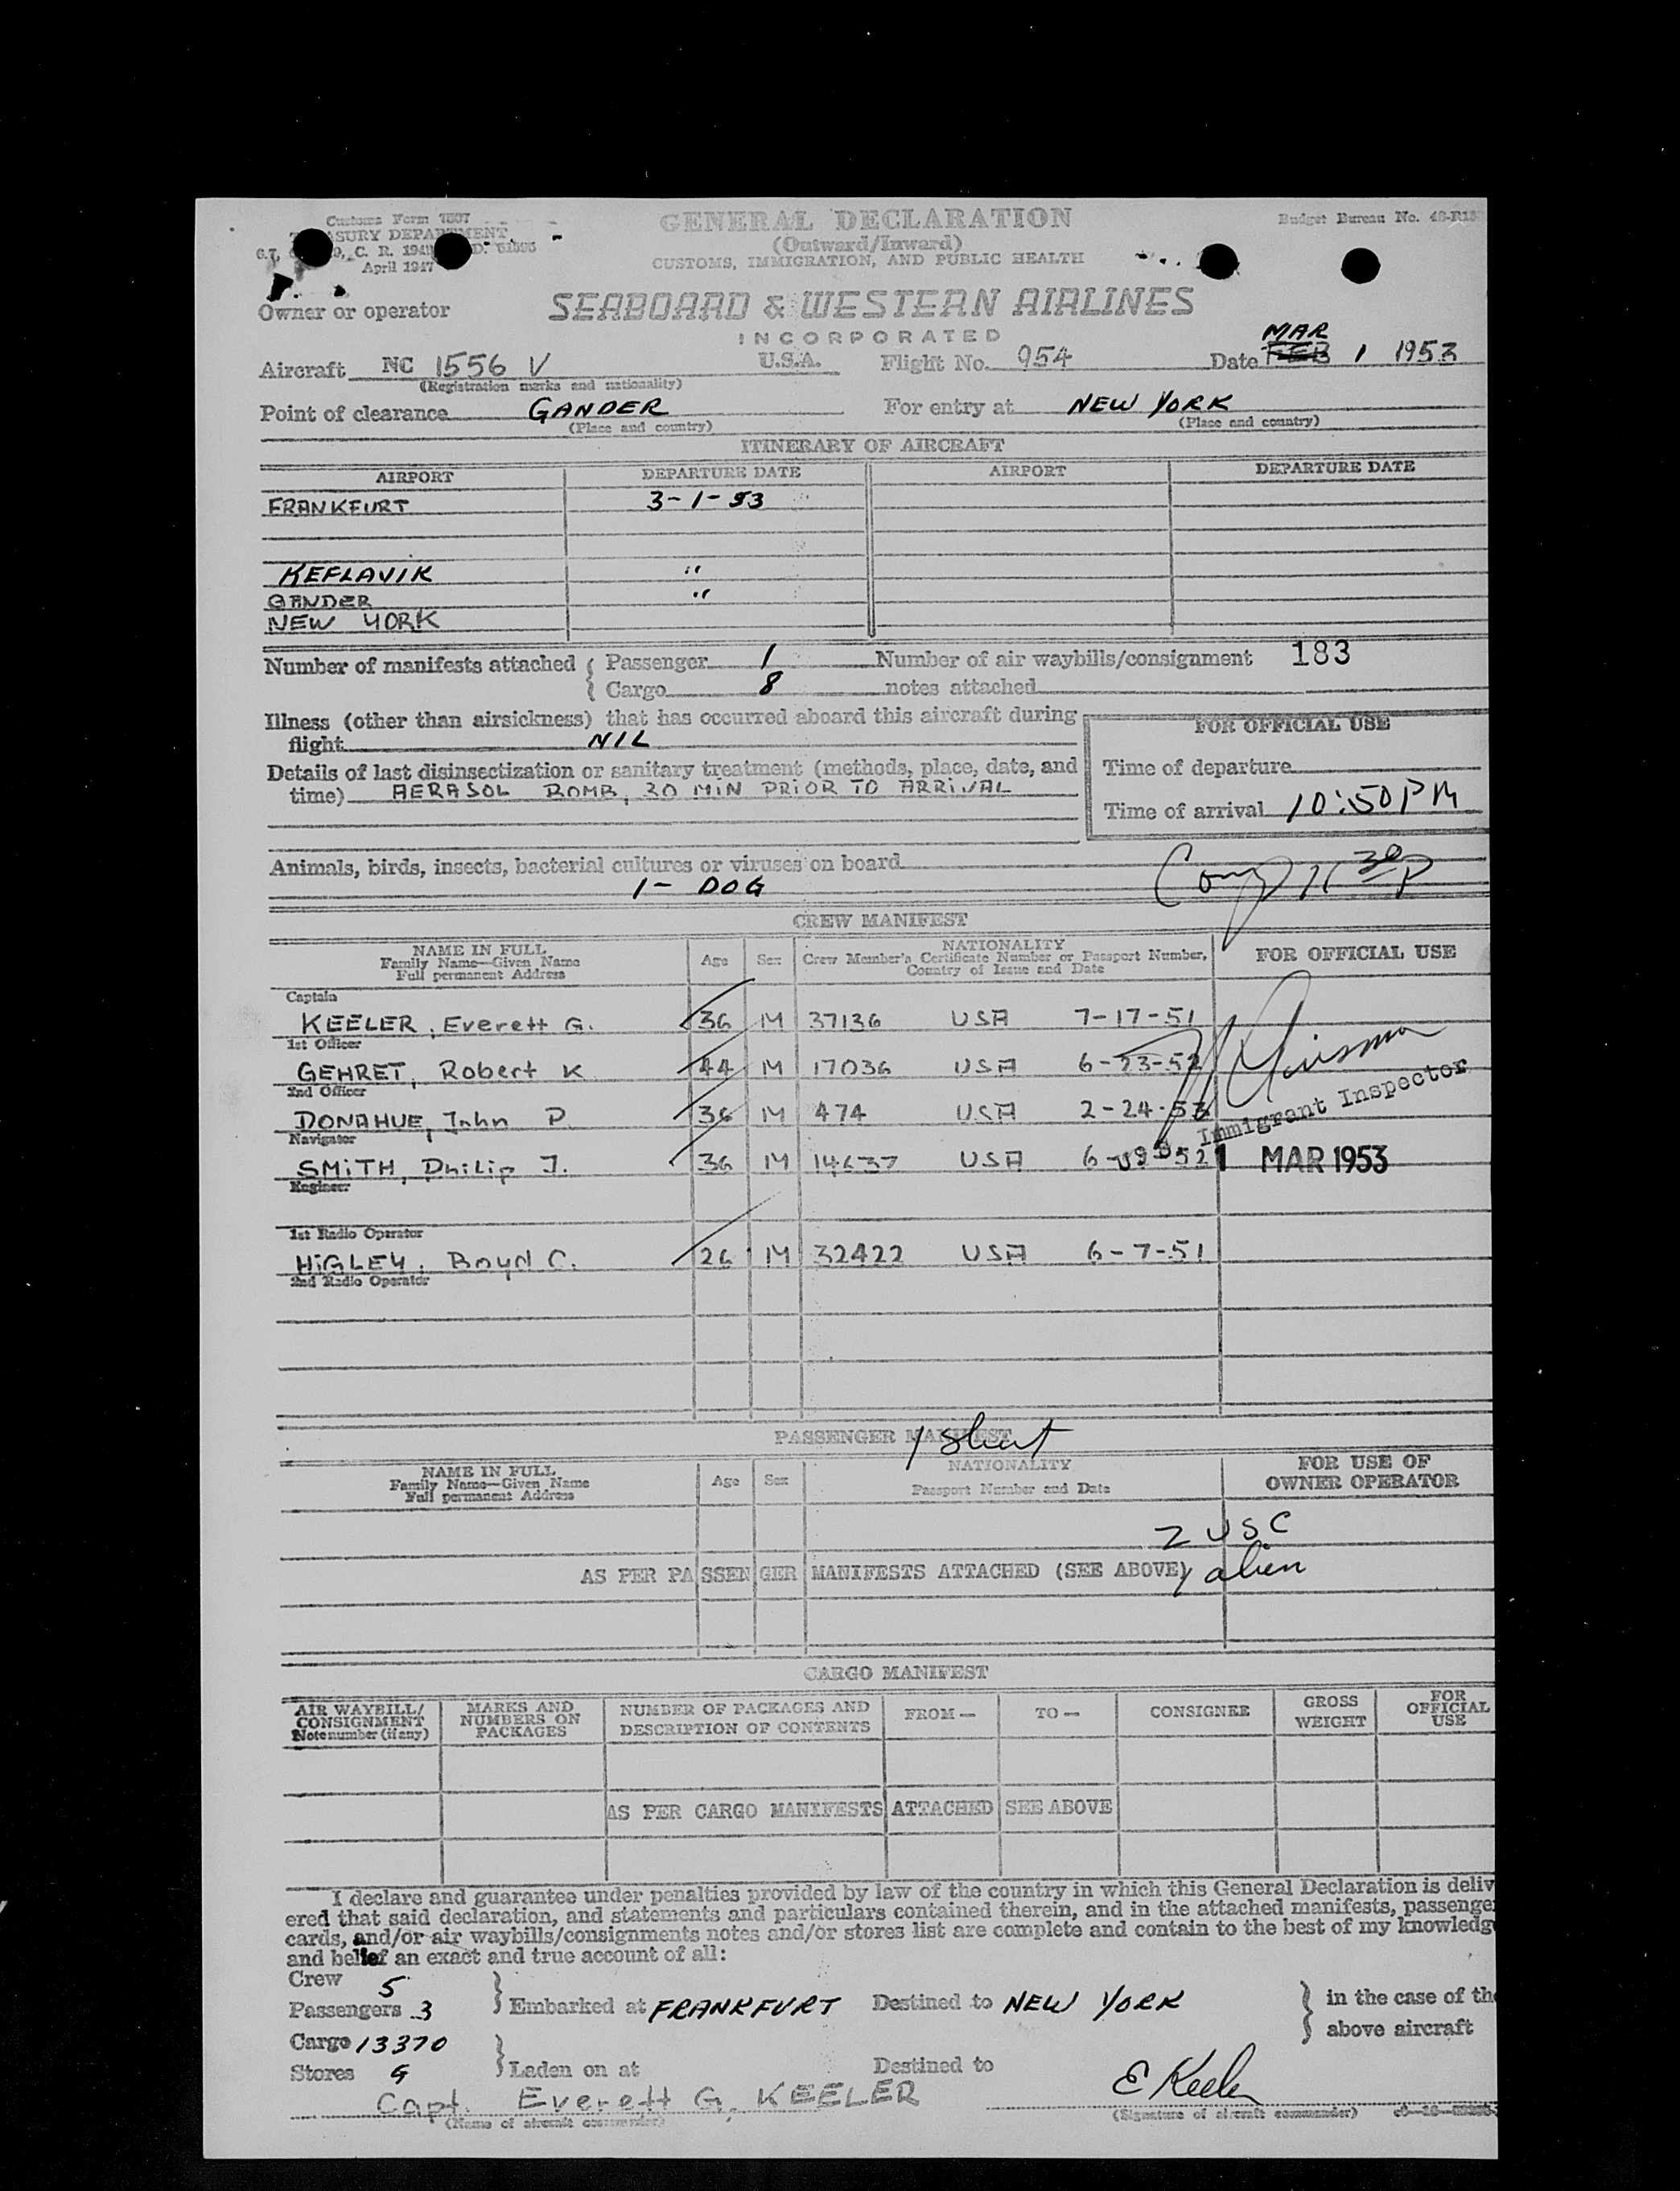 Customs Form 7507
GENERAL DECLARATION
Budget Bureau No. 48-R15
(Outward/Inward)
CUSTOMS, IMMIGRATION, AND PUBLIC HEALTH
April 1947
Owner or operator SEABOARD & WESTERN AIRLINES
INCORPORATED
MAR
Aircraft NC 1556 V U.S.A. Flight No. 954 Date FEB 1 1953
(Registration marks and nationality)
Point of clearance GANDER For entry at NEW YORK
(Place and country) (Place and country)
ITINERARY OF AIRCRAFT
AIRPORT DEPARTURE DATE AIRPORT DEPARTURE DATE
FRANKFURT 3-1-53
KEFLAVIK "
GANDER "
NEW YORK
Number of manifests attached { Passenger 1 Number of air waybills/consignment 183
Cargo 8 notes attached
Illness (other than airsickness) that has occurred aboard this aircraft during
flight NIL
FOR OFFICIAL USE
Details of last disinsectization or sanitary treatment (methods, place, date, and
time) AERASOL BOMB, 30 MIN PRIOR TO ARRIVAL
Time of departure
Time of arrival 10:50 PM
Animals, birds, insects, bacterial cultures or viruses on board
1- DOG
CREW MANIFEST
NAME IN FULL
Family Name—Given Name
Full permanent Address
Age Sex
NATIONALITY
Crew Member's Certificate Number or Passport Number,
Country of Issue and Date
FOR OFFICIAL USE
Captain
KEELER, Everett G. 36 M 37136 USA 7-17-51
1st Officer
GEHRET, Robert K 44 M 17036 USA 6-23-52
2nd Officer
DONAHUE, John P. 36 M 474 USA 2-24-53
Immigrant Inspector
Navigator
SMITH, Philip J. 36 M 14637 USA
1 MAR 1953
Engineer
1st Radio Operator
HIGLEY, Boyd C. 26 M 32422 USA 6-7-51
2nd Radio Operator
PASSENGER MANIFEST
1 Sheet
NAME IN FULL
Family Name—Given Name
Full permanent Address
Age Sex
NATIONALITY
Passport Number and Date
FOR USE OF
OWNER OPERATOR
2 USC
AS PER PASSENGER MANIFESTS ATTACHED (SEE ABOVE) 1 alien
CARGO MANIFEST
AIR WAYBILL/
CONSIGNMENT
Note number (if any)
MARKS AND
NUMBERS ON
PACKAGES
NUMBER OF PACKAGES AND
DESCRIPTION OF CONTENTS
FROM—
TO—
CONSIGNEE
GROSS
WEIGHT
FOR
OFFICIAL
USE
AS PER CARGO MANIFESTS ATTACHED SEE ABOVE
I declare and guarantee under penalties provided by law of the country in which this General Declaration is deliv
ered that said declaration, and statements and particulars contained therein, and in the attached manifests, passenger
cards, and/or air waybills/consignments notes and/or stores list are complete and contain to the best of my knowledg
and belief an exact and true account of all:
Crew 5
Passengers 3 } Embarked at FRANKFURT Destined to NEW YORK } in the case of the
above aircraft
Cargo 13370
Stores } Laden on at Destined to
Capt. Everett G. KEELER E Keeler
(Name of aircraft commander) (Signature of aircraft commander)